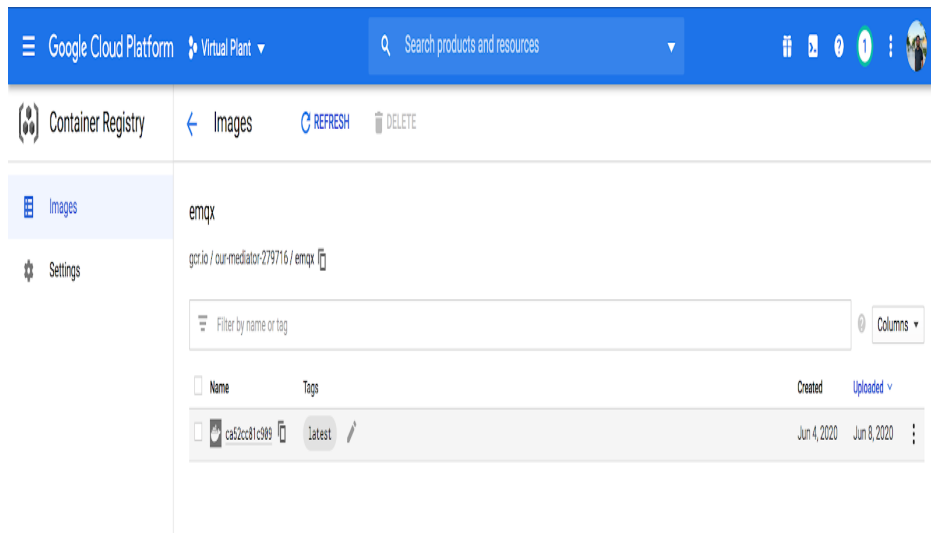 Google Cloud Platform Virtual Plant Search products and resources 1
Container Registry Images REFRESH DELETE
Images
Settings
emqx
gcr.io / our-mediator-279716 / emqx
Filter by name or tag Columns
Name Tags Created Uploaded
ca52cc81c909 latest Jun 4, 2020 Jun 8, 2020